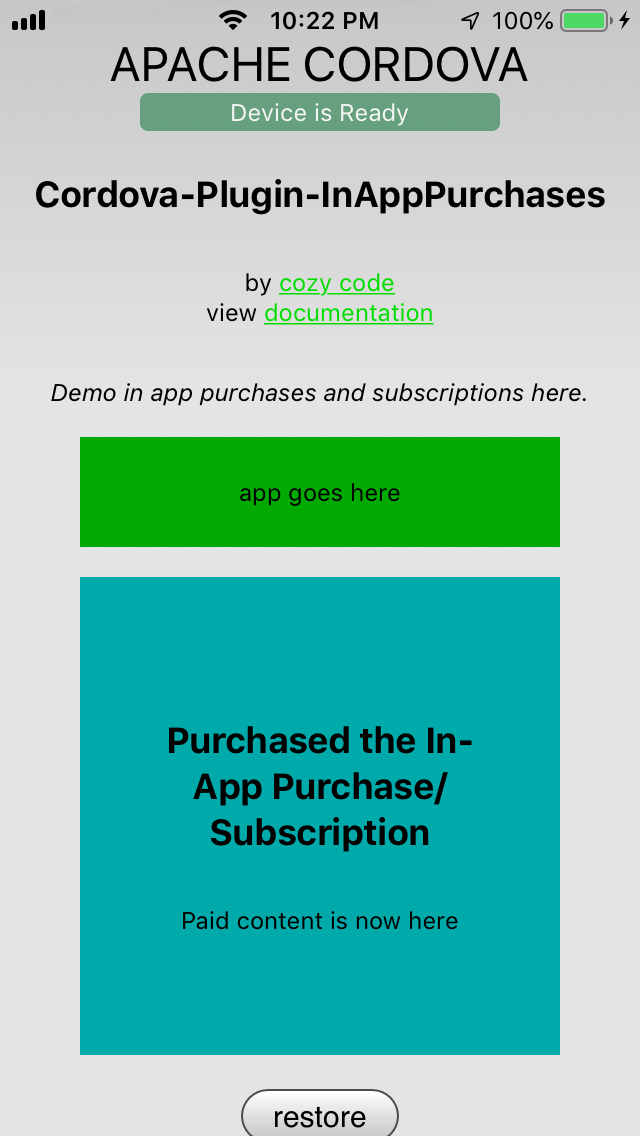 10:22 PM 100%
APACHE CORDOVA
Device is Ready
Cordova-Plugin-InAppPurchases
by cozy code
view documentation
Demo in app purchases and subscriptions here.
app goes here
Purchased the In-
App Purchase/
Subscription
Paid content is now here
restore